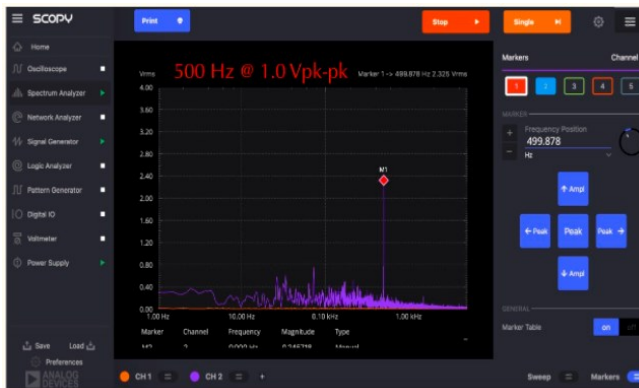 SCOPY
Print
Stop
Single
Home
Oscilloscope
Spectrum Analyzer
Network Analyzer
Signal Generator
Logic Analyzer
Pattern Generator
Digital IO
Voltmeter
Power Supply
Save
Load
Preferences
ANALOG
DEVICES
Vrms
500 Hz @ 1.0 Vpk-pk
Marker 1 -> 499.878 Hz 2.325 Vrms
4.00
3.60
3.20
2.80
2.40
2.00
1.60
1.20
0.80
0.40
0.00
M1
1.00 Hz
10.00 Hz
0.10 kHz
1.00 kHz
Marker Channel Frequency Magnitude Type
CH 1
CH 2
+
Markers
Channel
1 2 3 4 5
MARKER
+
Frequency Position
499.878
Hz
−
↑ Ampl
← Peak
Peak
Peak →
↓ Ampl
GENERAL
Marker Table
on
off
Sweep
Markers